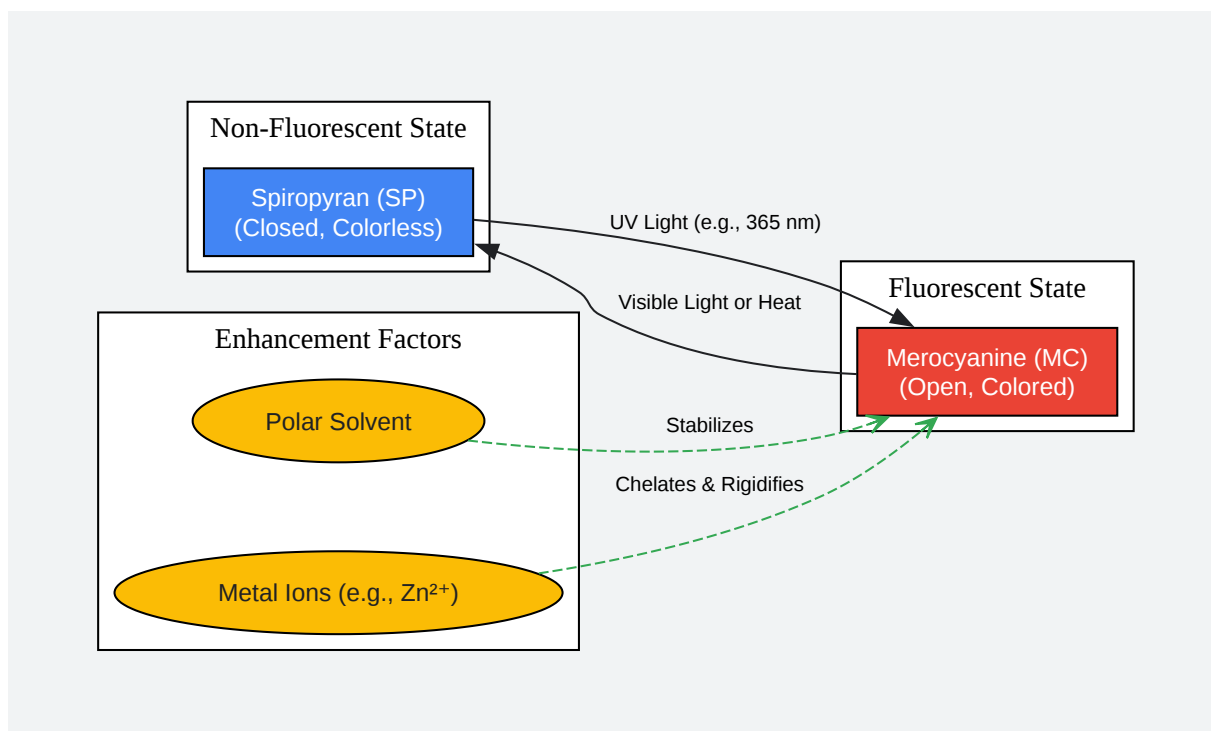 Non-Fluorescent State
Spiropyran (SP)
(Closed, Colorless)
UV Light (e.g., 365 nm)
Visible Light or Heat
Fluorescent State
Merocyanine (MC)
(Open, Colored)
Enhancement Factors
Polar Solvent
Stabilizes
Chelates & Rigidifies
Metal Ions (e.g., Zn²⁺)